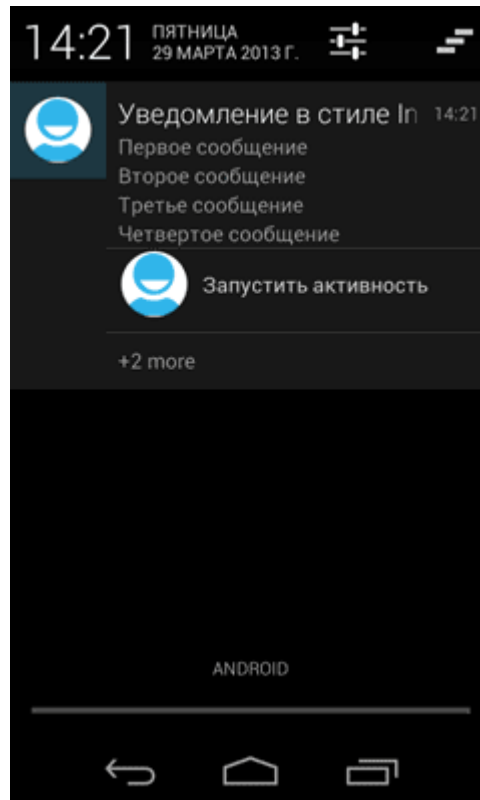 14:21 ПЯТНИЦА
29 МАРТА 2013 Г.
Уведомление в стиле In 14:21
Первое сообщение
Второе сообщение
Третье сообщение
Четвертое сообщение
Запустить активность
+2 more
ANDROID